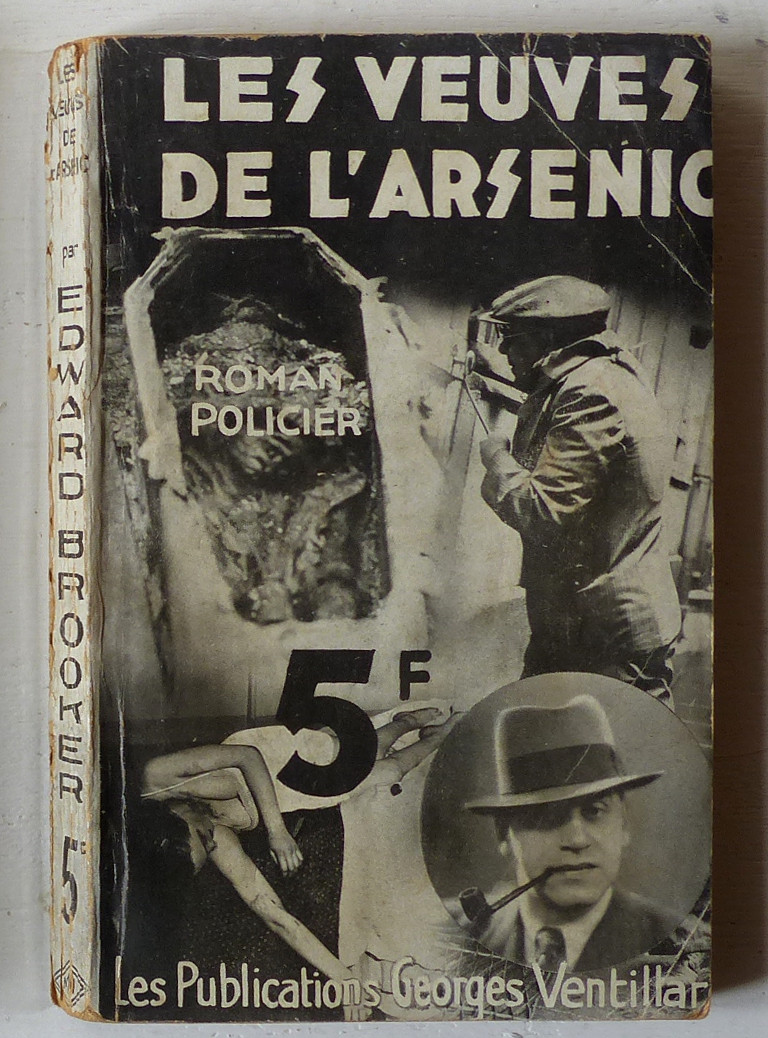 LES VEUVES
DE L'ARSENIC
ROMAN
POLICIER
5F
Les Publications Georges Ventillar
LES
VEUVES
DE
L'ARSENIC
par
EDWARD BROOKER
5F